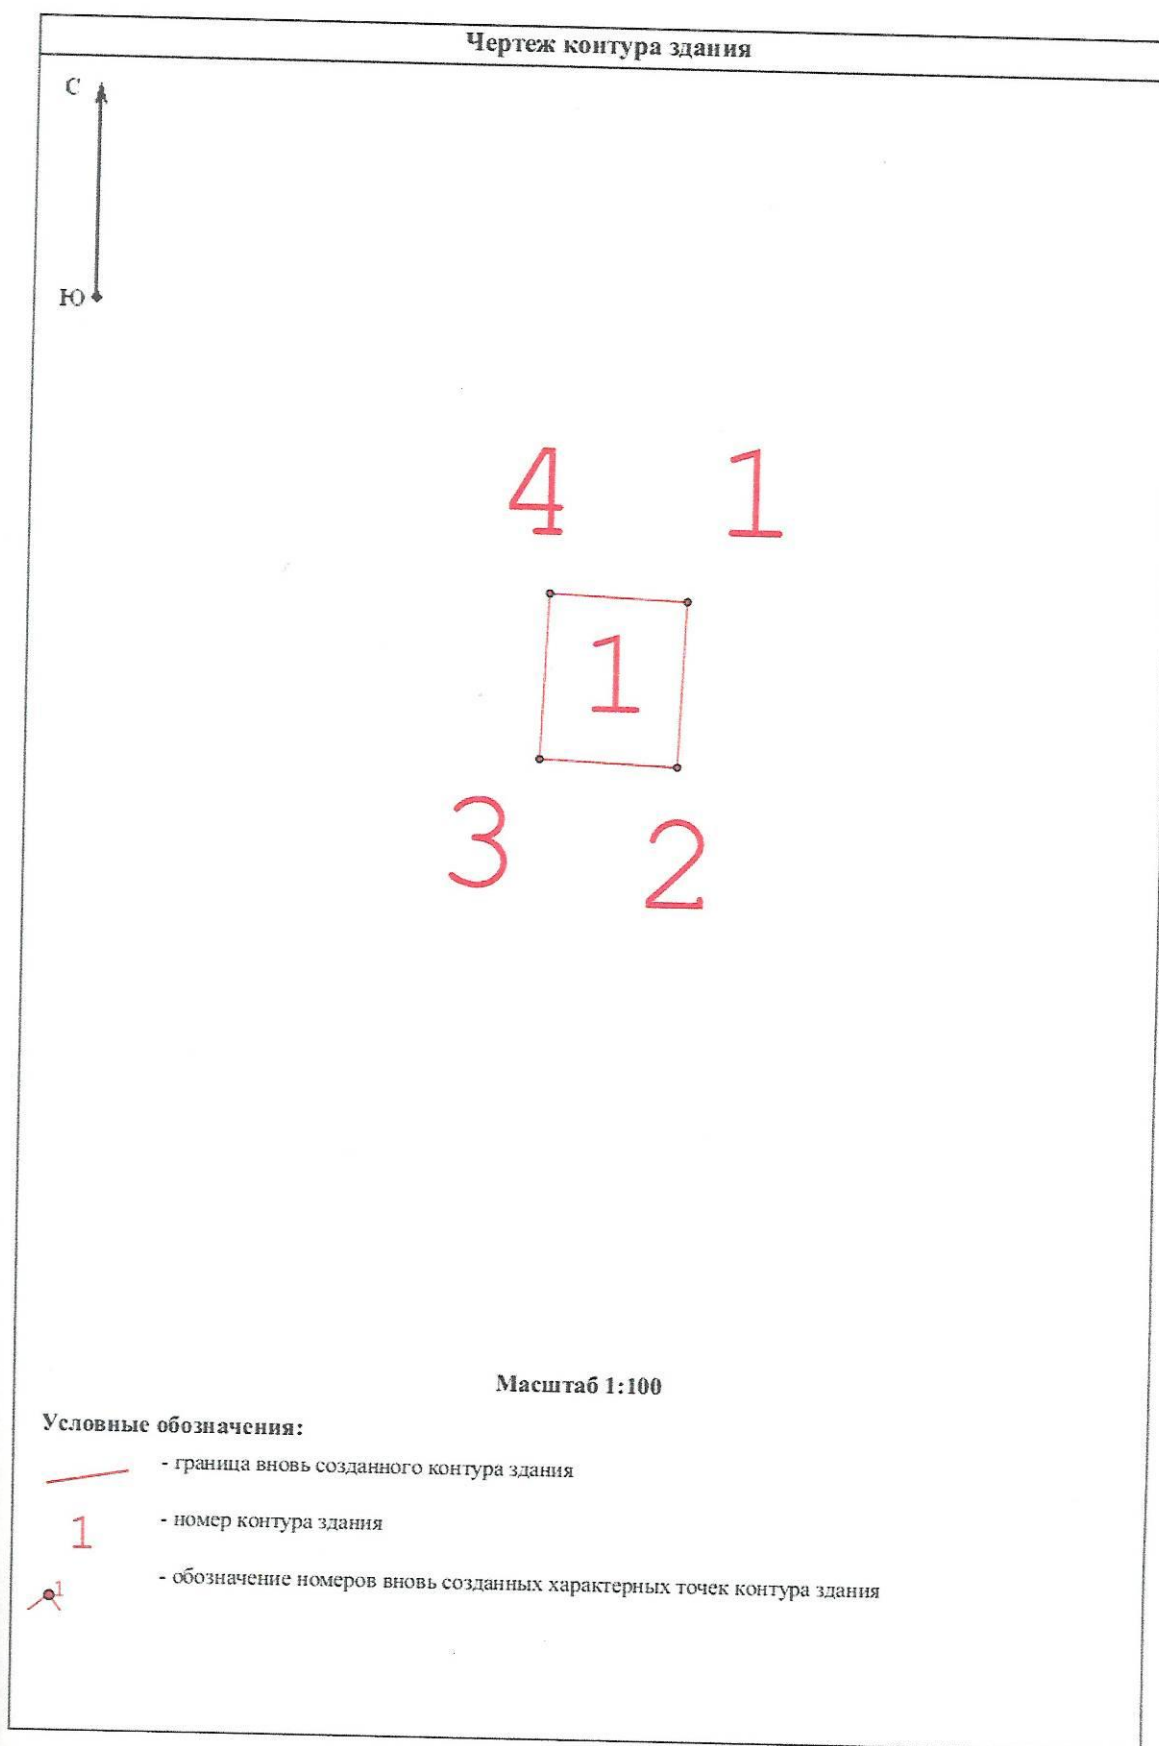 Чертеж контура здания
С
Ю
4 1
1
3 2
Масштаб 1:100
Условные обозначения:
- граница вновь созданного контура здания
1 - номер контура здания
1 - обозначение номеров вновь созданных характерных точек контура здания